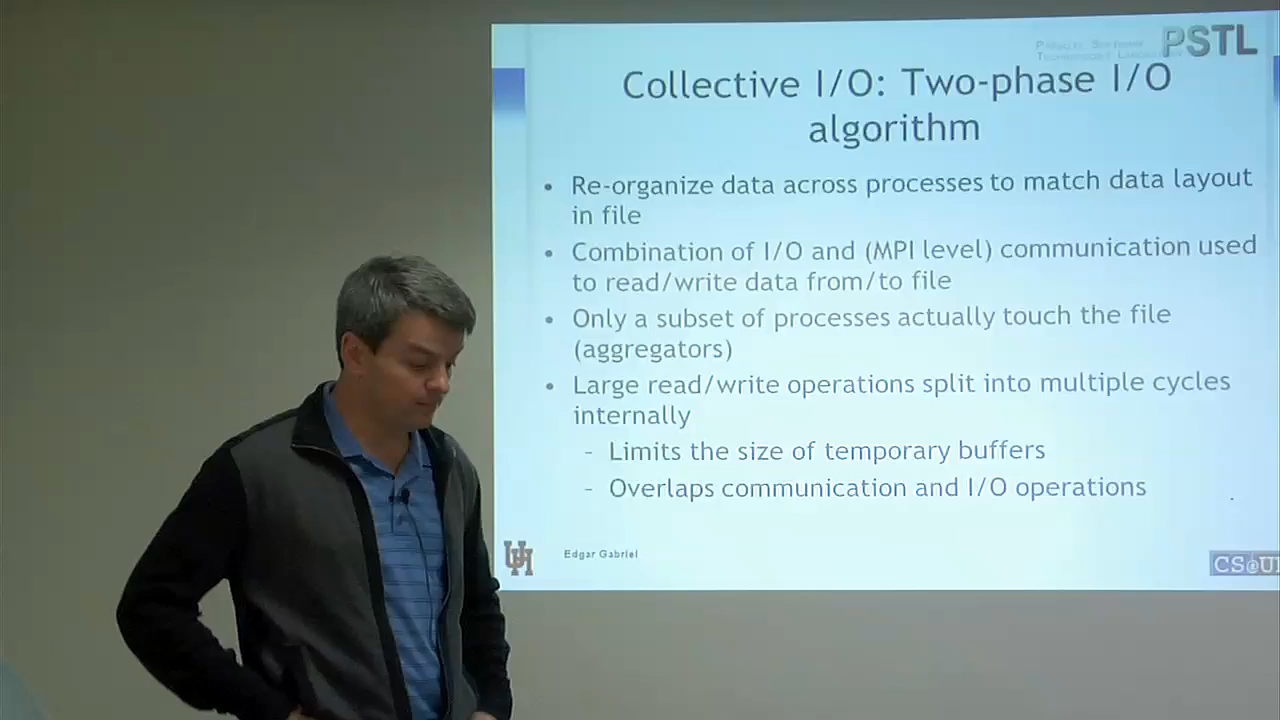 PSTL
Collective I/O: Two-phase I/O
algorithm
• Re-organize data across processes to match data layout
in file
• Combination of I/O and (MPI level) communication used
to read/write data from/to file
• Only a subset of processes actually touch the file
(aggregators)
• Large read/write operations split into multiple cycles
internally
– Limits the size of temporary buffers
– Overlaps communication and I/O operations
UH
Edgar Gabriel
CS@U